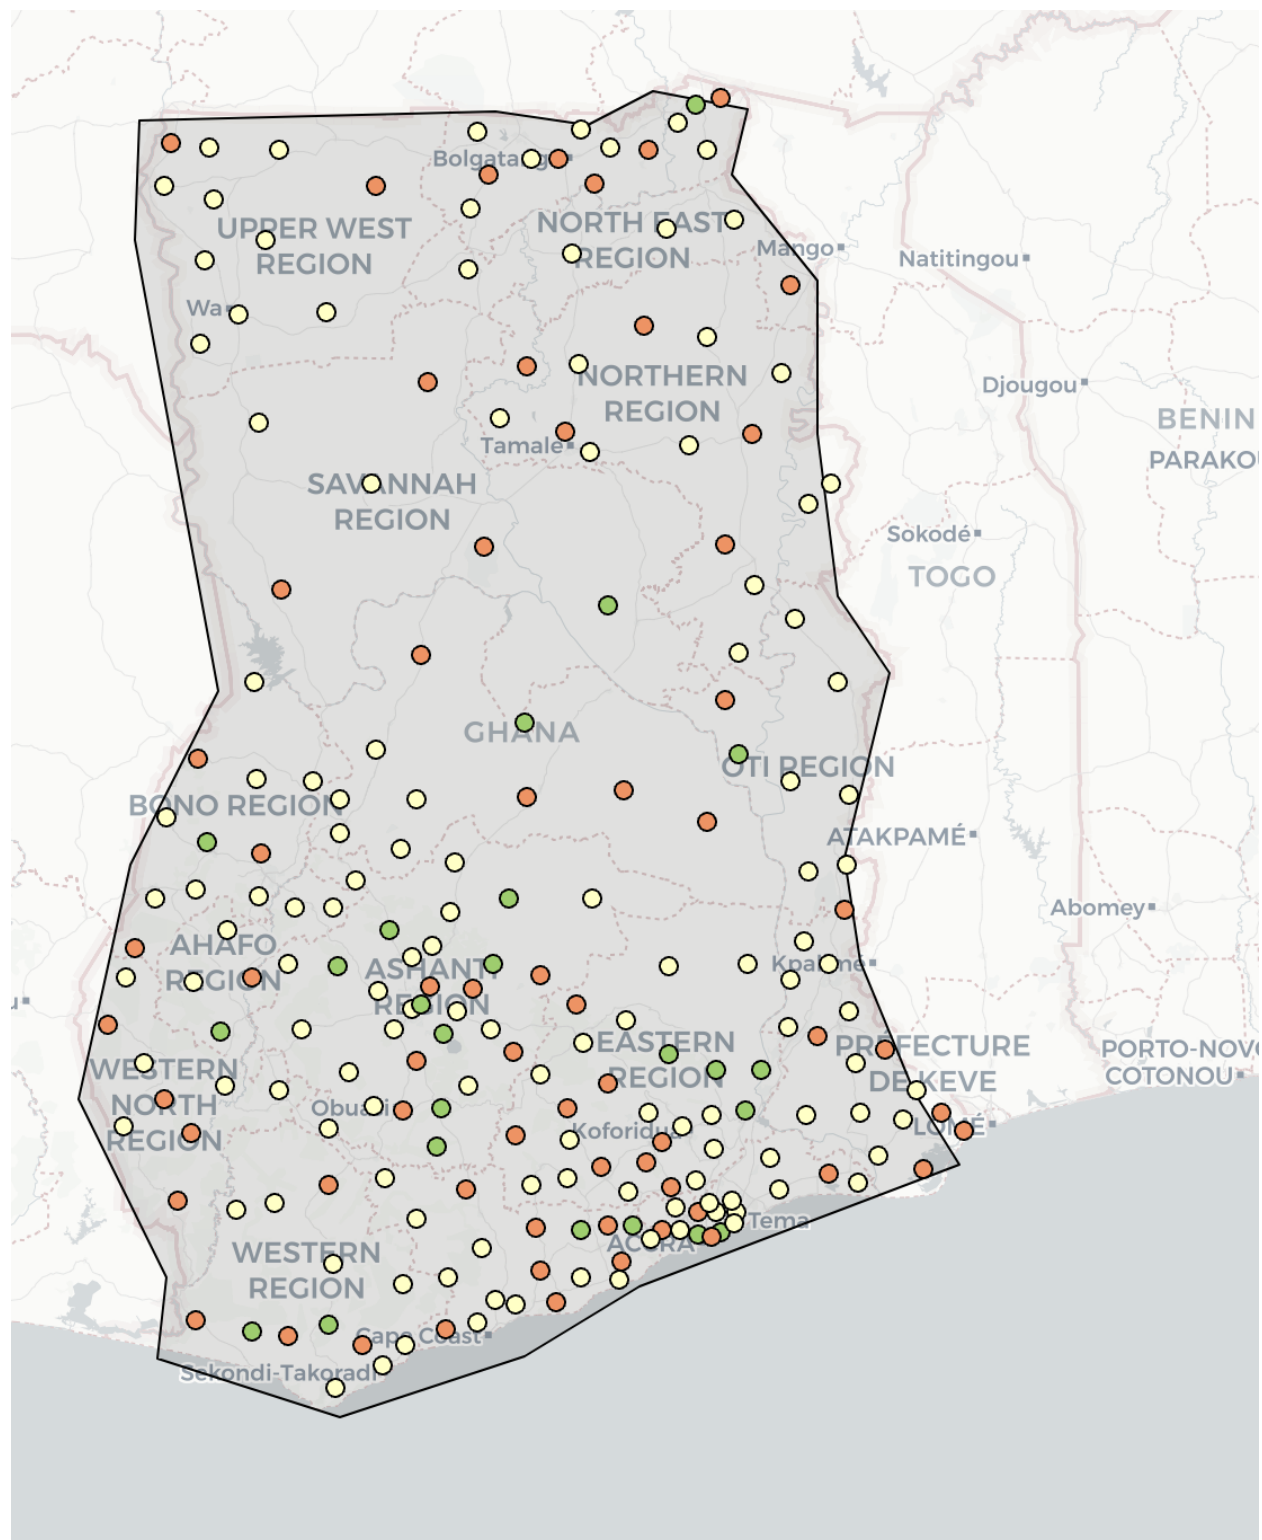 Bolgatanga
UPPER WEST
REGION
NORTH EAST
REGION
Mango
Natitingou
Wa
NORTHERN
REGION
Djougou
BENIN
PARAKO
Tamale
SAVANNAH
REGION
Sokodé
TOGO
GHANA
OTI REGION
BONO REGION
ATAKPAMÉ
Abomey
AHAFO
REGION
ASHANTI
REGION
Kpalimé
u
EASTERN
REGION
PRÉFECTURE
DE KEVE
PORTO-NOVO
COTONOU
WESTERN
NORTH
REGION
Obuasi
Koforidua
LOMÉ
Tema
ACCRA
WESTERN
REGION
Cape Coast
Sekondi-Takoradi